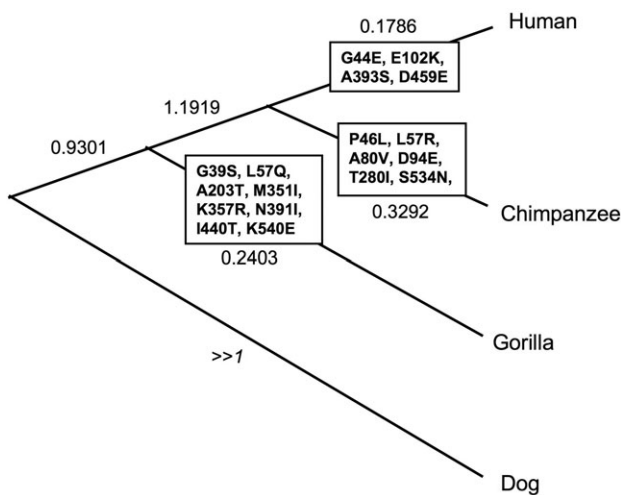 0.1786
Human
G44E, E102K,
A393S, D459E
1.1919
0.9301
P46L, L57R,
A80V, D94E,
T280I, S534N,
G39S, L57Q,
A203T, M351I,
K357R, N391I,
I440T, K540E
0.3292
Chimpanzee
0.2403
Gorilla
>>1
Dog